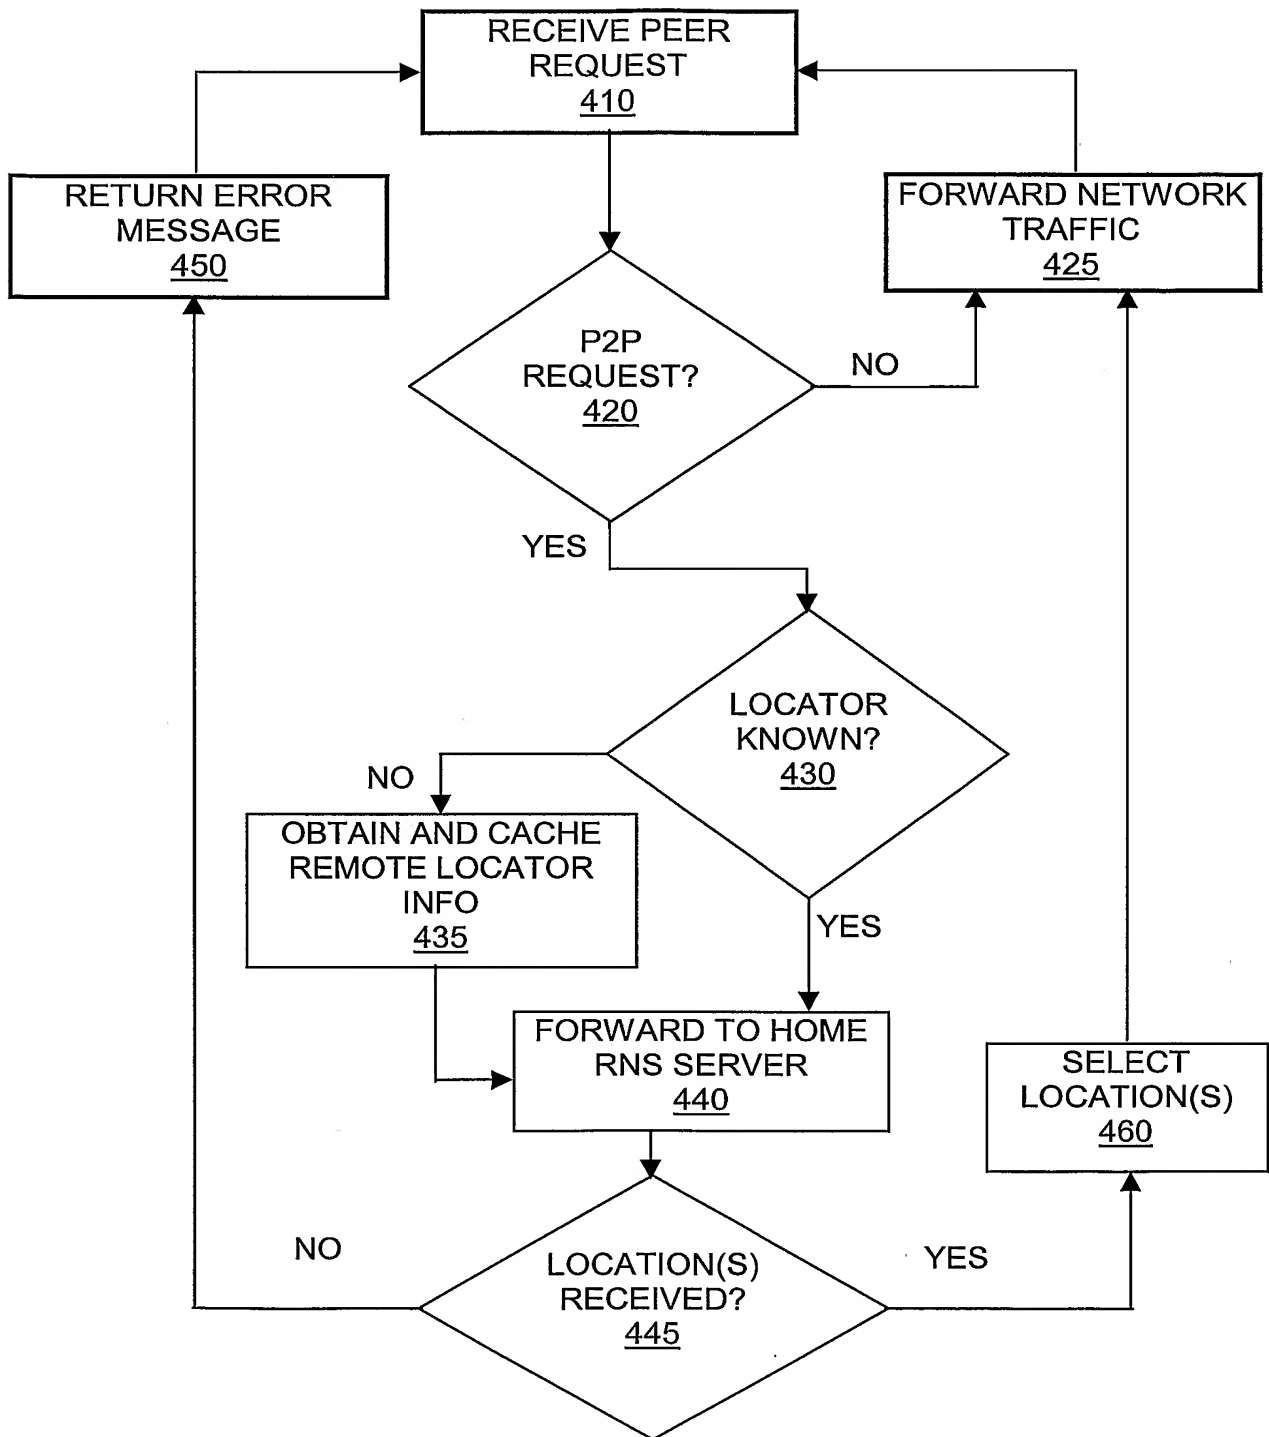 RECEIVE PEER
REQUEST
410
RETURN ERROR
MESSAGE
450
FORWARD NETWORK
TRAFFIC
425
P2P
REQUEST?
420
NO
YES
LOCATOR
KNOWN?
430
NO
OBTAIN AND CACHE
REMOTE LOCATOR
INFO
435
YES
FORWARD TO HOME
RNS SERVER
440
SELECT
LOCATION(S)
460
NO
LOCATION(S)
RECEIVED?
445
YES